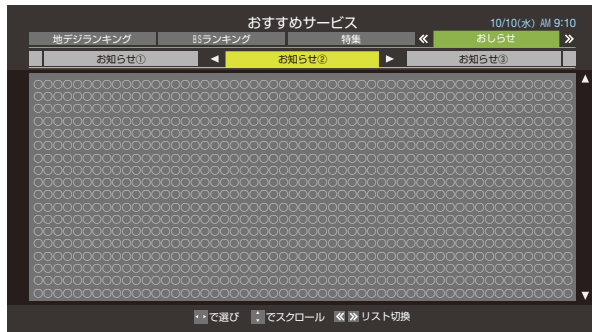 おすすめサービス 10/10(水) AM 9:10
地デジランキング BSランキング 特集 ≪ おしらせ ≫
お知らせ① ◀ お知らせ② ▶ お知らせ③
で選び でスクロール ≪ ≫ リスト切換